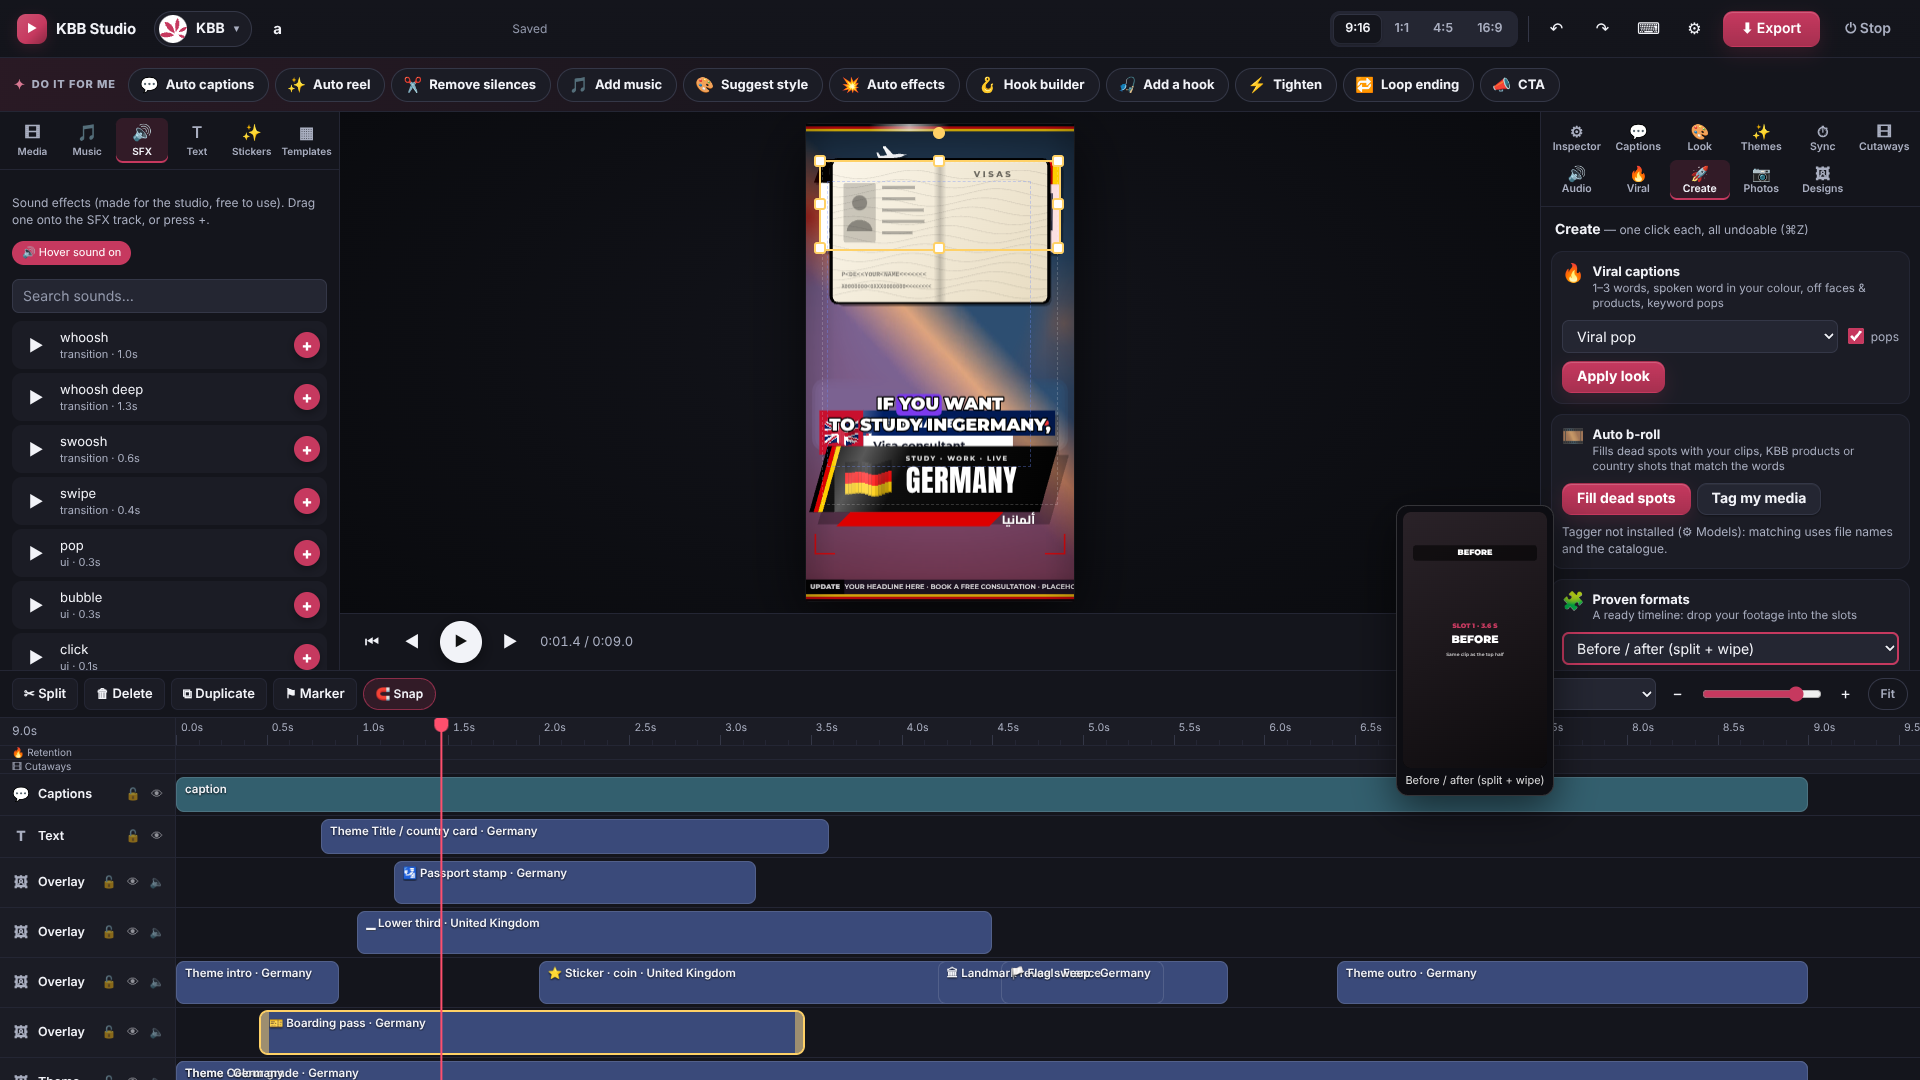 KBB Studio
KBB
a
Saved
9:16
1:1
4:5
16:9
Export
Stop
DO IT FOR ME
Auto captions
Auto reel
Remove silences
Add music
Suggest style
Auto effects
Hook builder
Add a hook
Tighten
Loop ending
CTA
Media
Music
SFX
Text
Stickers
Templates
Sound effects (made for the studio, free to use). Drag
one onto the SFX track, or press +.
Hover sound on
Search sounds...
whoosh
transition · 1.0s
whoosh deep
transition · 1.3s
swoosh
transition · 0.6s
swipe
transition · 0.4s
pop
ui · 0.3s
bubble
ui · 0.3s
click
ui · 0.1s
VISAS
IF YOU WANT
TO STUDY IN GERMANY,
Visa consultant
STUDY · WORK · LIVE
GERMANY
ألمانيا
UPDATE YOUR HEADLINE HERE · BOOK A FREE CONSULTATION · PLACEHO
0:01.4 / 0:09.0
Inspector
Captions
Look
Themes
Sync
Cutaways
Audio
Viral
Create
Photos
Designs
Create — one click each, all undoable (⌘Z)
Viral captions
1–3 words, spoken word in your colour, off faces &
products, keyword pops
Viral pop
pops
Apply look
Auto b-roll
Fills dead spots with your clips, KBB products or
country shots that match the words
Fill dead spots
Tag my media
Tagger not installed (⚙ Models): matching uses file names
and the catalogue.
Proven formats
A ready timeline: drop your footage into the slots
Before / after (split + wipe)
BEFORE
SLOT 1 · 3.6 S
BEFORE
Same clip as the top half
Before / after (split + wipe)
Split
Delete
Duplicate
Marker
Snap
Fit
9.0s
0.0s
0.5s
1.0s
1.5s
2.0s
2.5s
3.0s
3.5s
4.0s
4.5s
5.0s
5.5s
6.0s
6.5s
8.0s
8.5s
9.0s
9.5
Retention
Cutaways
Captions
caption
Text
Theme Title / country card · Germany
Overlay
Passport stamp · Germany
Overlay
Lower third · United Kingdom
Overlay
Theme intro · Germany
Sticker · coin · United Kingdom
Theme outro · Germany
Overlay
Boarding pass · Germany